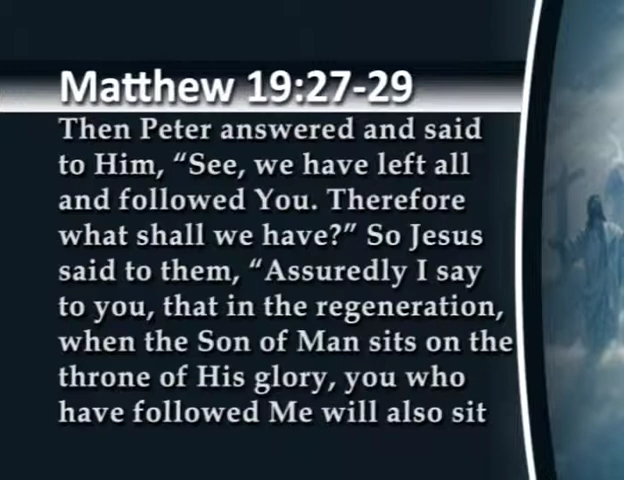 Matthew 19:27-29
Then Peter answered and said
to Him, “See, we have left all
and followed You. Therefore
what shall we have?” So Jesus
said to them, “Assuredly I say
to you, that in the regeneration,
when the Son of Man sits on the
throne of His glory, you who
have followed Me will also sit